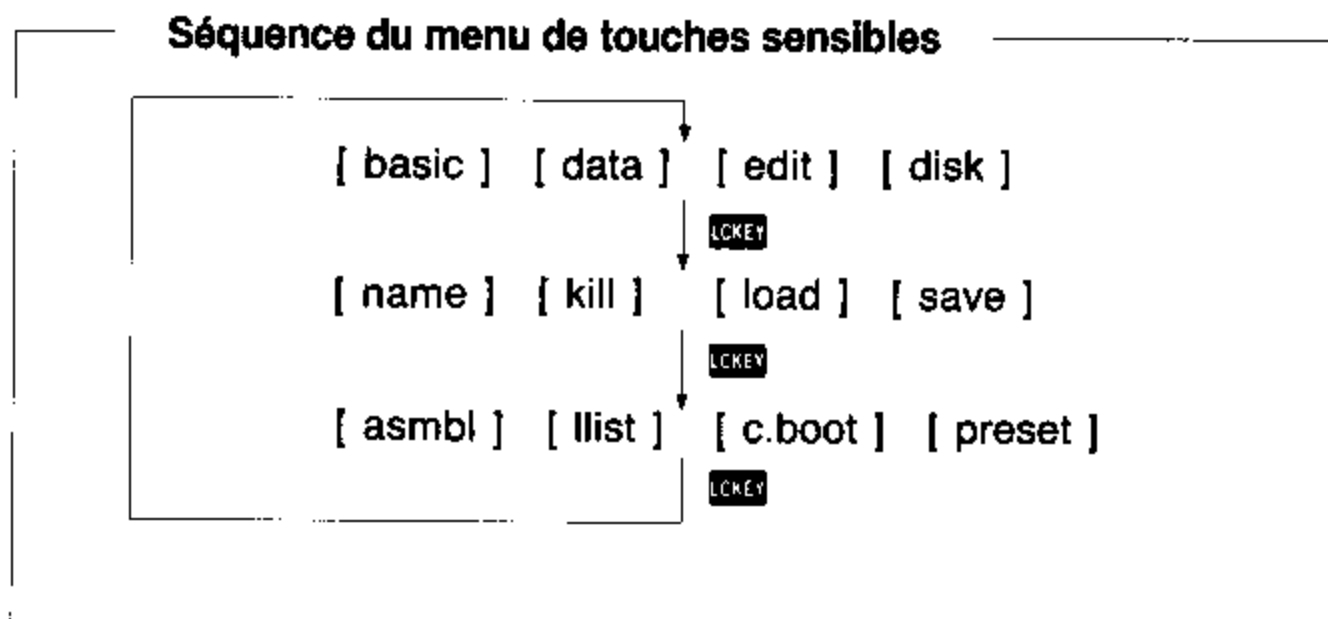 Séquence du menu de touches sensibles
[ basic ] [ data ] [ edit ] [ disk ]
LCKEY
[ name ] [ kill ] [ load ] [ save ]
LCKEY
[ asmbl ] [ llist ] [ c.boot ] [ preset ]
LCKEY